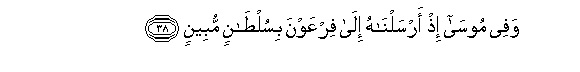 وَفِى مُوسَىٰٓ إِذْ أَرْسَلْنَـٰهُ إِلَىٰ فِرْعَوْنَ بِسُلْطَـٰنٍ مُّبِينٍ ﴿٣٨﴾